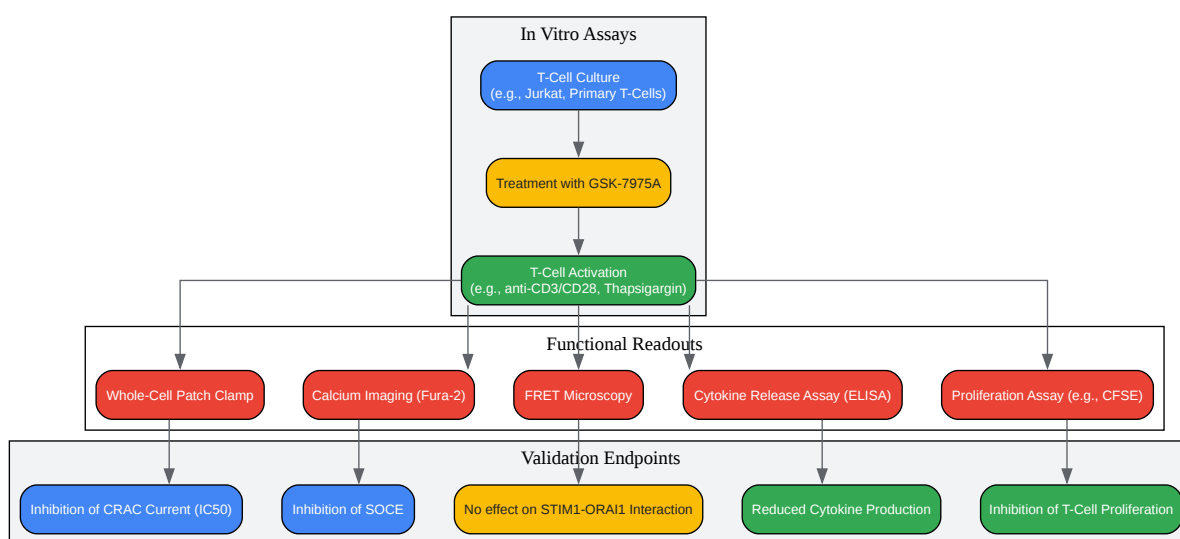 In Vitro Assays
T-Cell Culture
(e.g., Jurkat, Primary T-Cells)
Treatment with GSK-7975A
T-Cell Activation
(e.g., anti-CD3/CD28, Thapsigargin)
Functional Readouts
Whole-Cell Patch Clamp
Calcium Imaging (Fura-2)
FRET Microscopy
Cytokine Release Assay (ELISA)
Proliferation Assay (e.g., CFSE)
Validation Endpoints
Inhibition of CRAC Current (IC50)
Inhibition of SOCE
No effect on STIM1-ORAI1 Interaction
Reduced Cytokine Production
Inhibition of T-Cell Proliferation